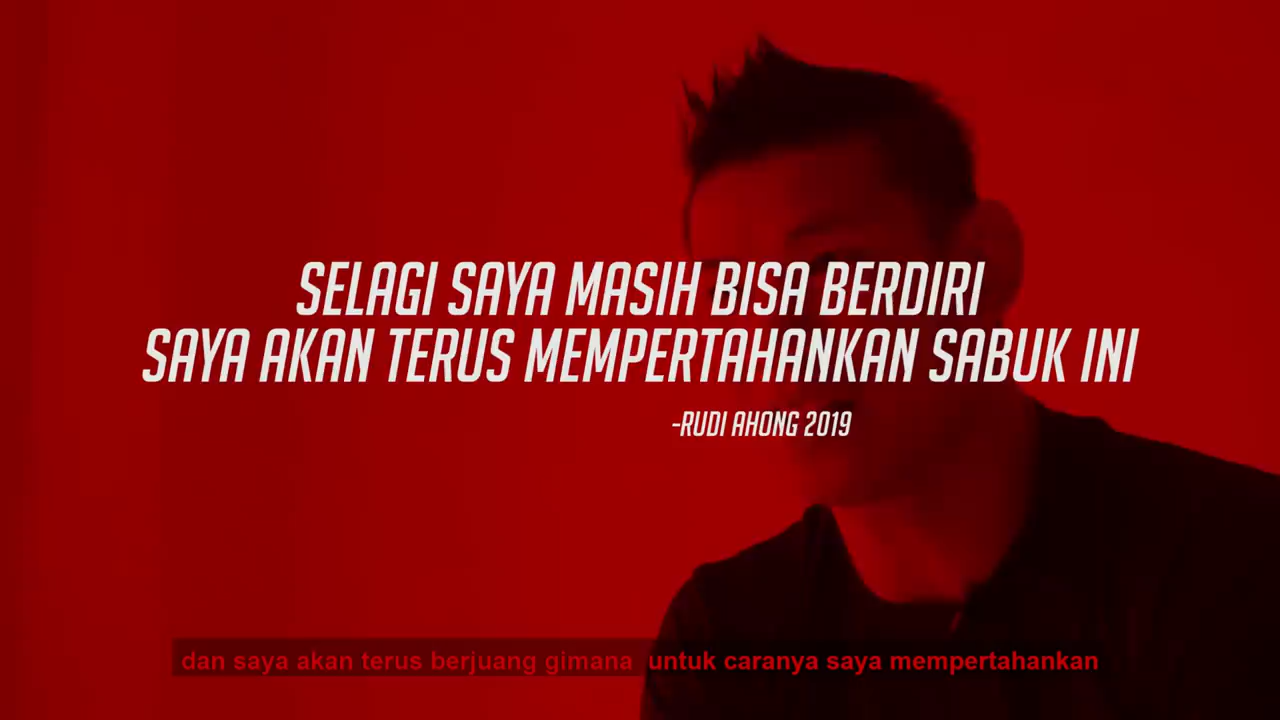 SELAGI SAYA MASIH BISA BERDIRI
SAYA AKAN TERUS MEMPERTAHANKAN SABUK INI
-RUDI AHONG 2019
dan saya akan terus berjuang gimana untuk caranya saya mempertahankan